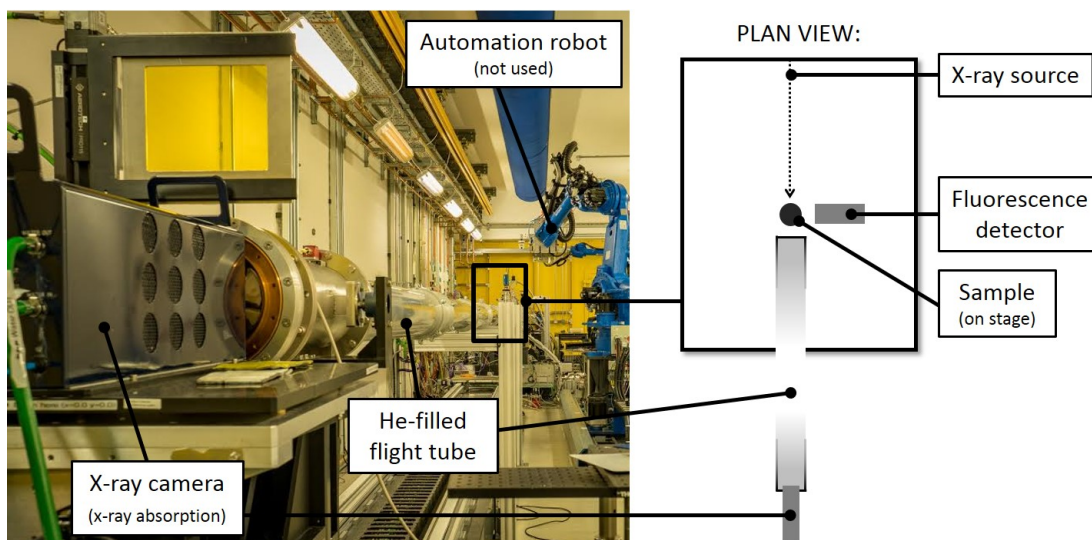 Automation robot
(not used)
PLAN VIEW:
X-ray source
Fluorescence
detector
Sample
(on stage)
He-filled
flight tube
X-ray camera
(x-ray absorption)
AEROTECH